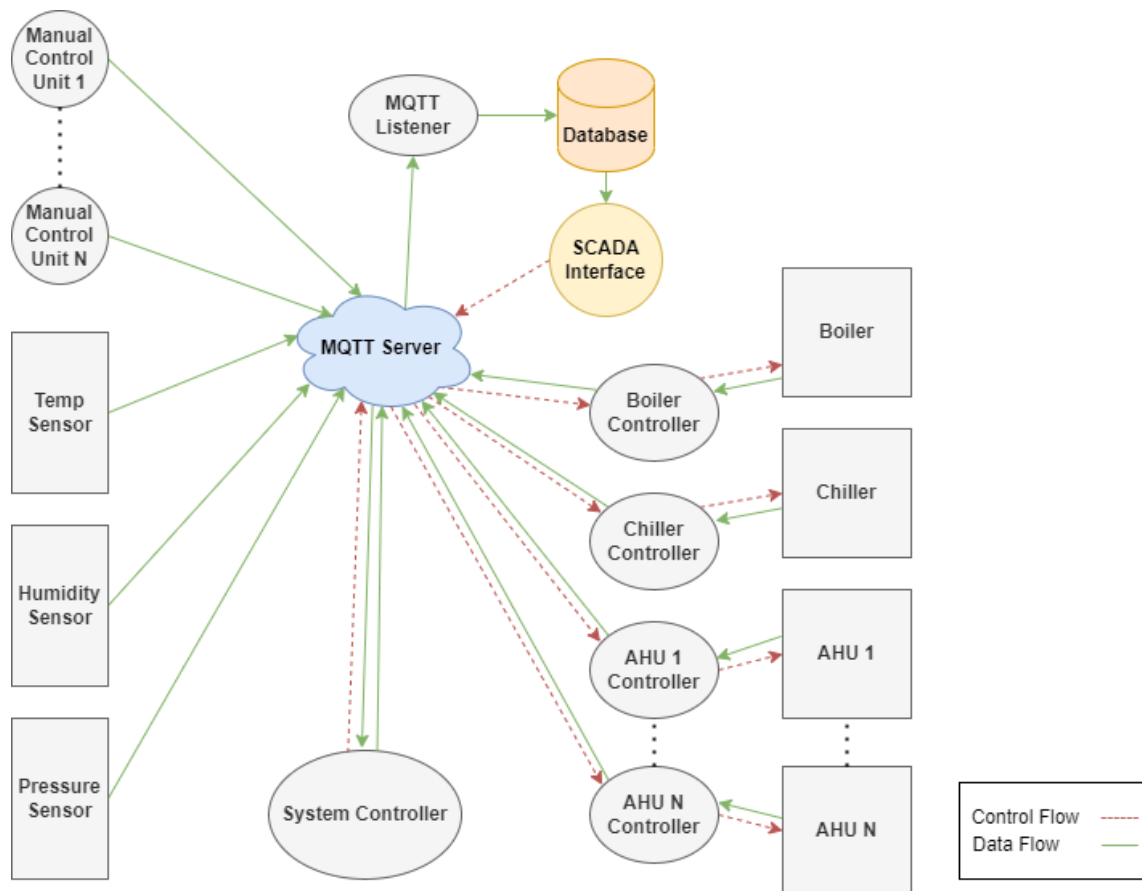 Manual
Control
Unit 1
Manual
Control
Unit N
MQTT
Listener
Database
SCADA
Interface
MQTT Server
Temp
Sensor
Humidity
Sensor
Pressure
Sensor
System Controller
Boiler
Controller
Boiler
Chiller
Controller
Chiller
AHU 1
Controller
AHU 1
AHU N
Controller
AHU N
Control Flow
Data Flow